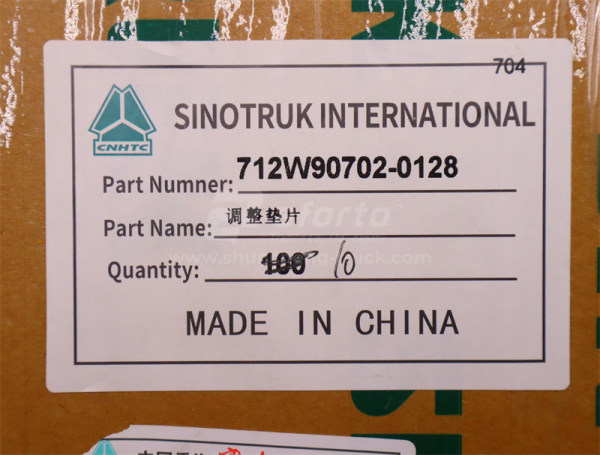 704
SINOTRUK INTERNATIONAL
CNHTC
Part Numner: 712W90702-0128
Part Name: 调整垫片
Quantity: 100 10
MADE IN CHINA